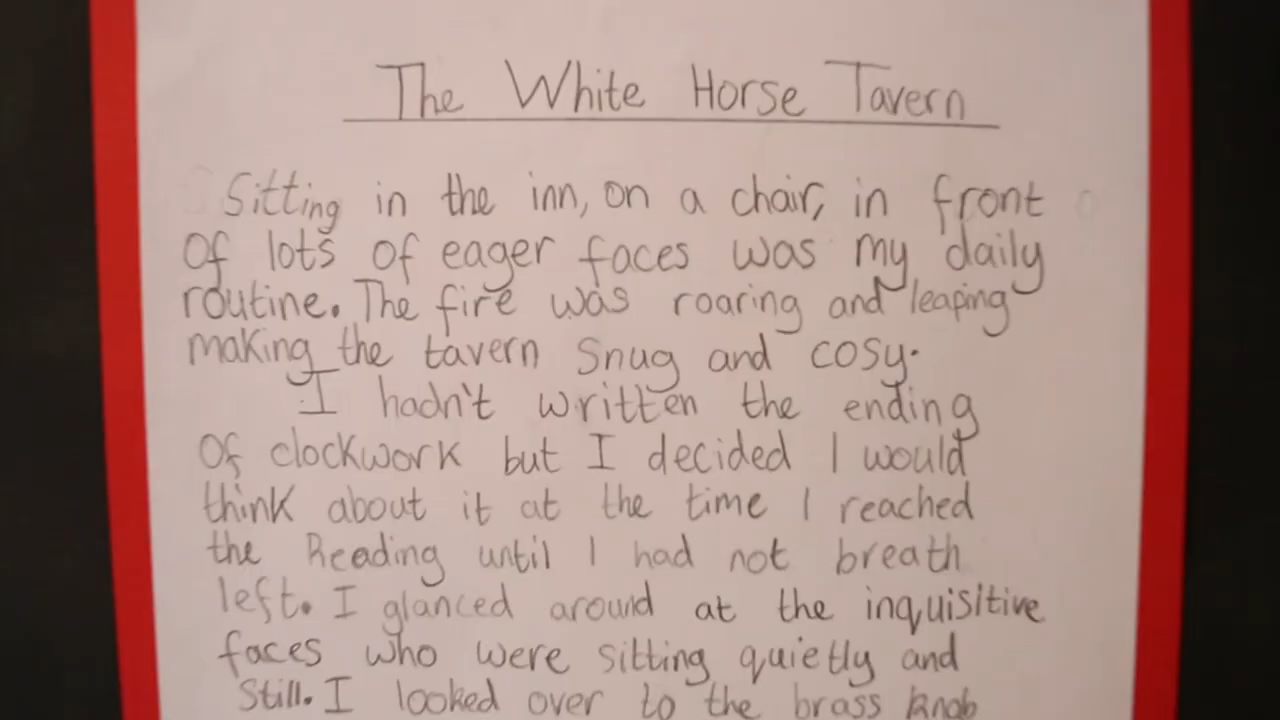 The White Horse Tavern
Sitting in the inn, on a chair, in front
Of lots of eager faces was my daily
routine. The fire was roaring and leaping
making the tavern Snug and cosy.
I hadn't written the ending
Of clockwork but I decided I would
think about it at the time I reached
the Reading until I had not breath
left. I glanced around at the inquisitive
faces who were sitting quietly and
Still. I looked over to the brass knob